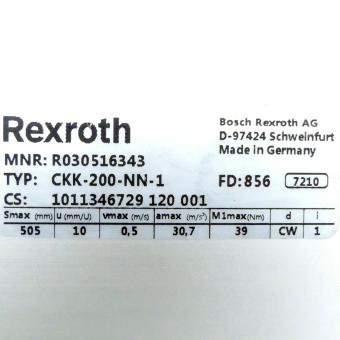 Rexroth
Bosch Rexroth AG
D-97424 Schweinfurt
Made in Germany
MNR: R030516343
TYP: CKK-200-NN-1 FD: 856 7210
CS: 1011346729 120 001
Smax (mm) u (mm/U) vmax (m/s) amax (m/s²) M1max(Nm) d i
505 10 0,5 30,7 39 CW 1